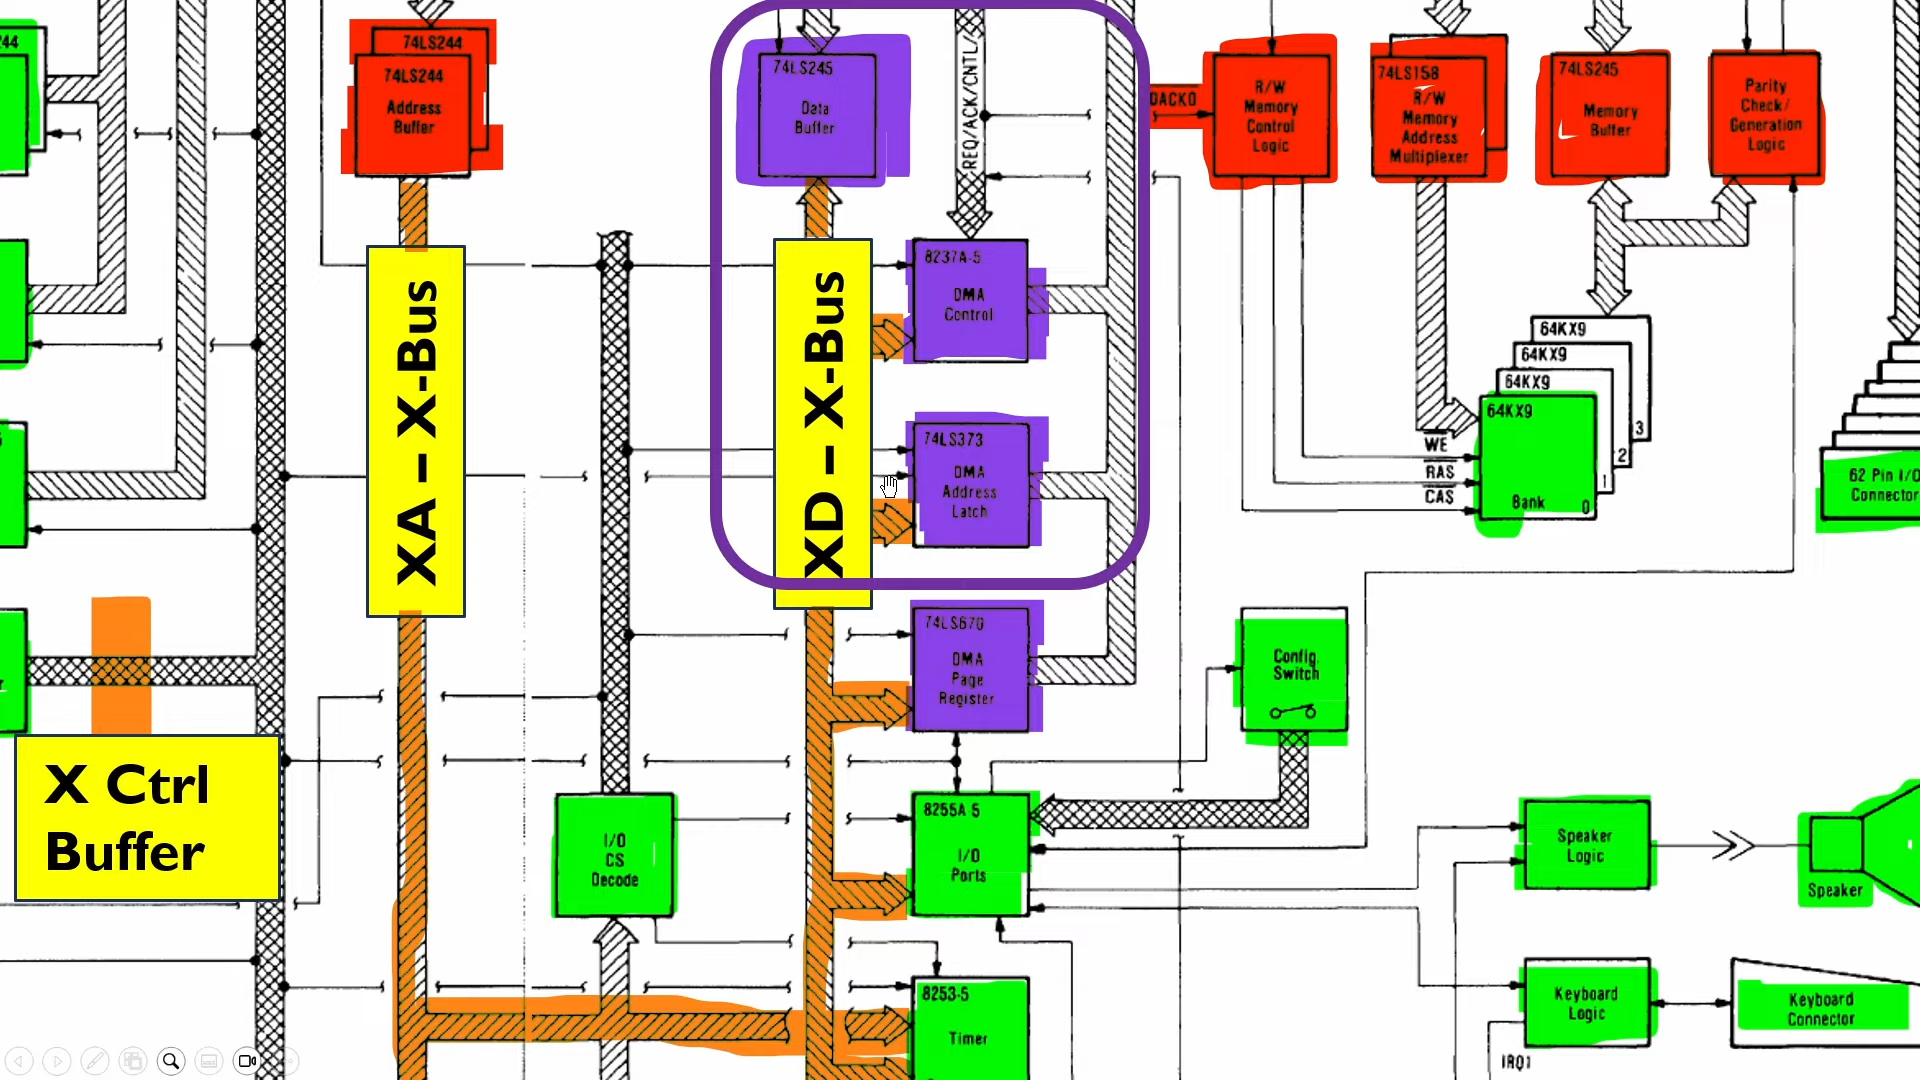 244
74LS244
74LS244
Address
Buffer
74LS245
Data
Buffer
REQ/ACK/CNTL/
DACK0
R/W
Memory
Control
Logic
74LS158
R/W
Memory
Address
Multiplexer
74LS245
Memory
Buffer
Parity
Check/
Generation
Logic
XA – X-Bus
XD – X-Bus
8237A-5
DMA
Control
64KX9
64KX9
64KX9
64KX9
3
2
1
Bank 0
WE
RAS
CAS
74LS373
DMA
Address
Latch
62 Pin I/O
Connector
74LS670
DMA
Page
Register
Config.
Switch
X Ctrl
Buffer
I/O
CS
Decode
8255A 5
I/O
Ports
Speaker
Logic
Speaker
8253-5
Timer
Keyboard
Logic
Keyboard
Connector
IRQ1